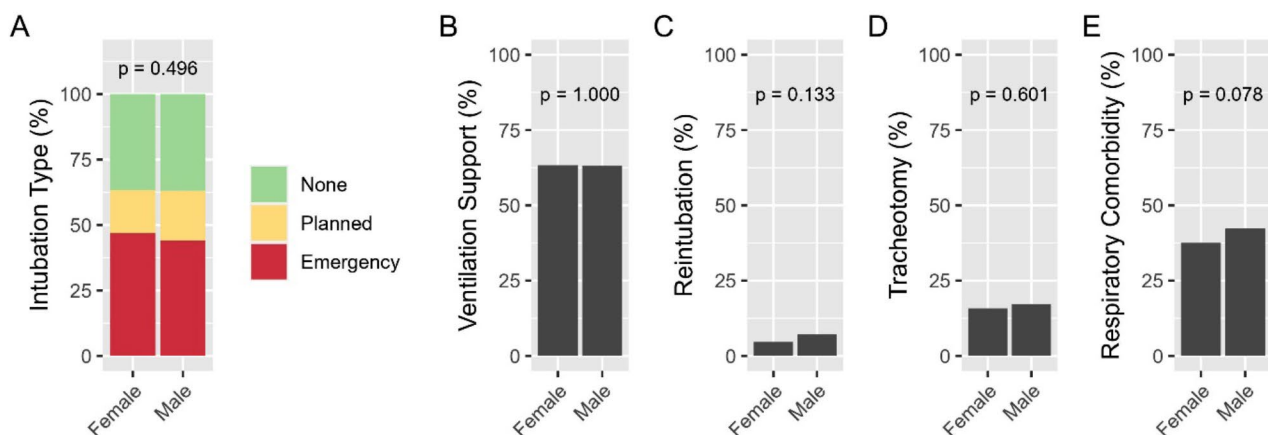 A
Intubation Type (%)
p = 0.496
100
75
50
25
0
Female
Male
None
Planned
Emergency
B
Ventilation Support (%)
100
p = 1.000
75
50
25
0
Female
Male
C
Reintubation (%)
100
p = 0.133
75
50
25
0
Female
Male
D
Tracheotomy (%)
100
p = 0.601
75
50
25
0
Female
Male
E
Respiratory Comorbidity (%)
100
p = 0.078
75
50
25
0
Female
Male